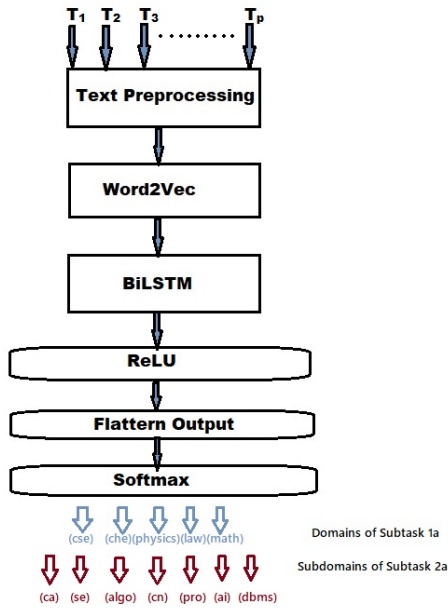 T1 T2 T3 ........ Tp
Text Preprocessing
Word2Vec
BiLSTM
ReLU
Flattern Output
Softmax
(cse) (che)(physics)(law)(math) Domains of Subtask 1a
Subdomains of Subtask 2a
(ca) (se) (algo) (cn) (pro) (ai) (dbms)